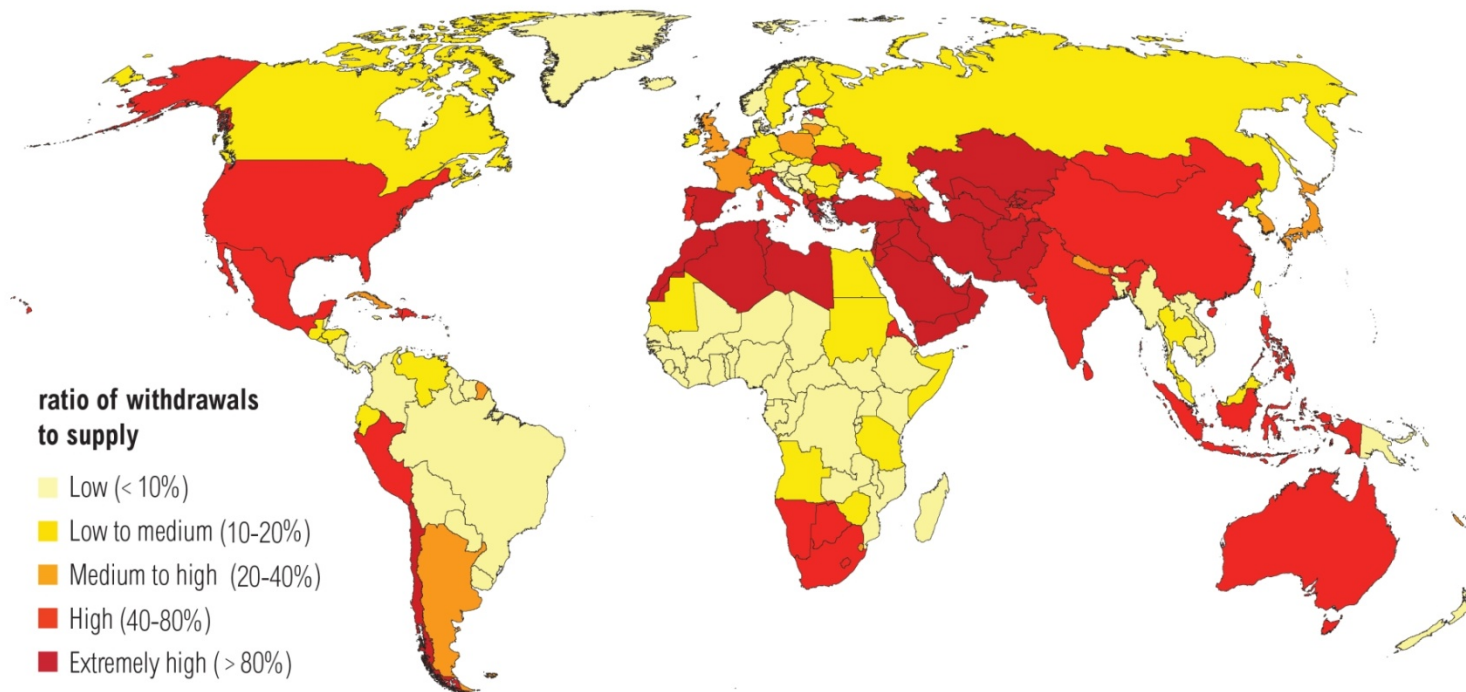 ratio of withdrawals
to supply
Low (< 10%)
Low to medium (10-20%)
Medium to high (20-40%)
High (40-80%)
Extremely high (> 80%)